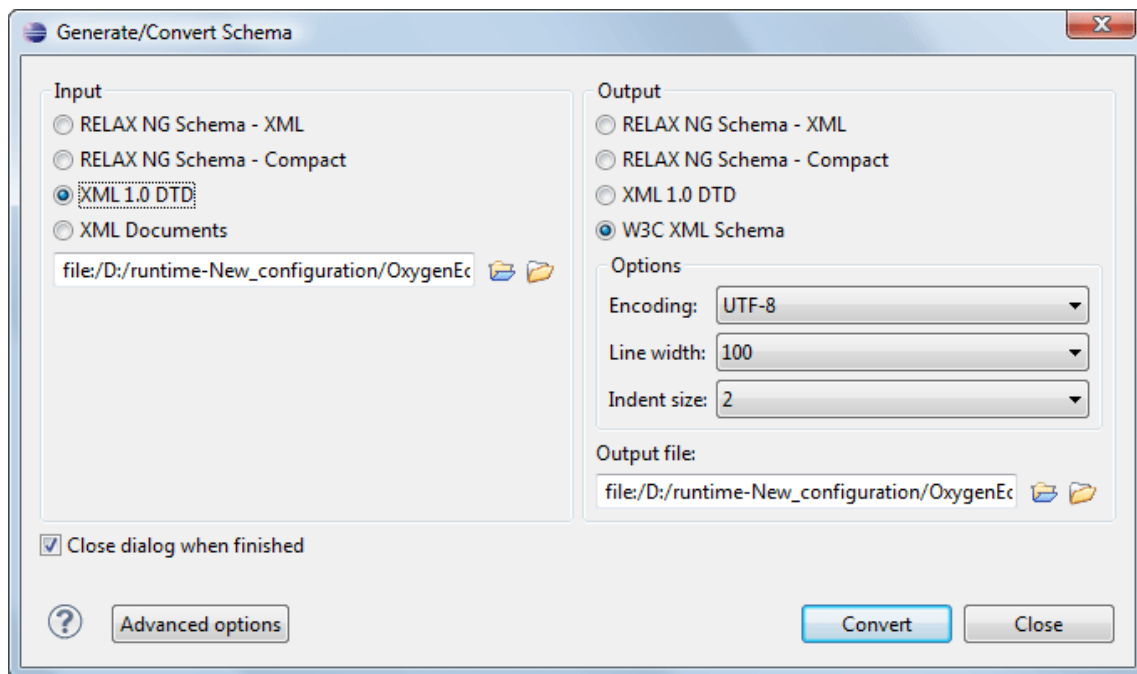 Generate/Convert Schema
Input
RELAX NG Schema - XML
RELAX NG Schema - Compact
XML 1.0 DTD
XML Documents
file:/D:/runtime-New_configuration/OxygenEc
Output
RELAX NG Schema - XML
RELAX NG Schema - Compact
XML 1.0 DTD
W3C XML Schema
Options
Encoding: UTF-8
Line width: 100
Indent size: 2
Output file:
file:/D:/runtime-New_configuration/OxygenEc
Close dialog when finished
? Advanced options Convert Close